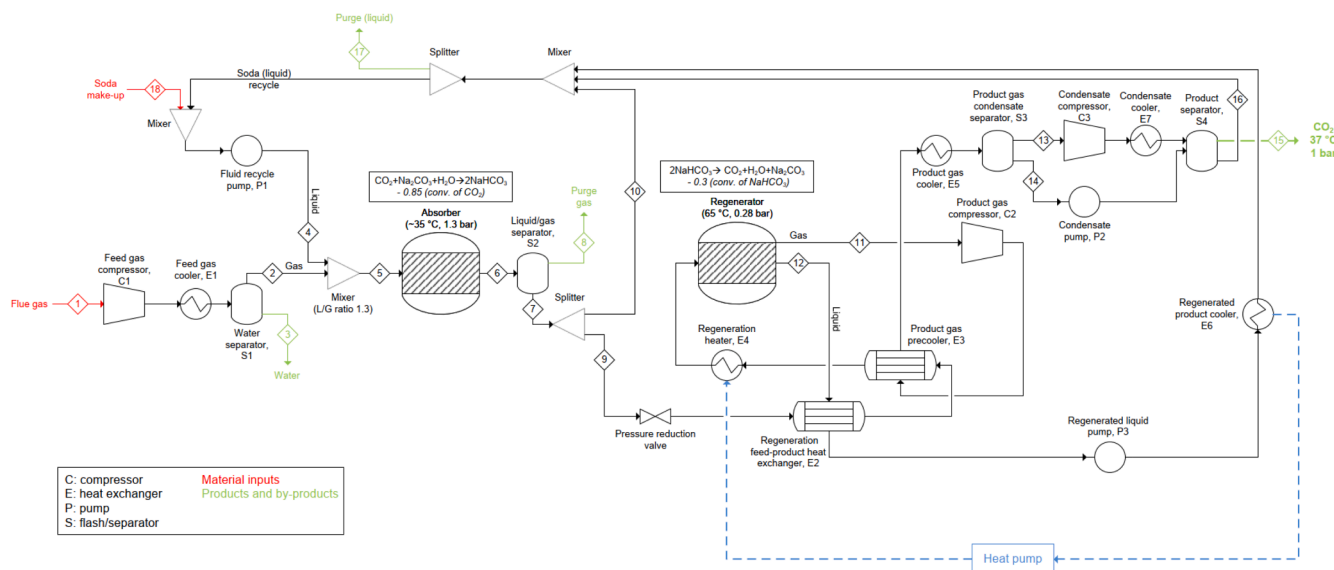 Purge (liquid)
17
Splitter
Mixer
Soda (liquid)
recycle
Soda
make-up
18
Mixer
Fluid recycle
pump, P1
Liquid
4
Feed gas
compressor,
C1
Feed gas
cooler, E1
2
Gas
Flue gas
1
Water
separator,
S1
3
Water
Mixer
(L/G ratio 1.3)
5
CO2+Na2CO3+H2O→2NaHCO3
- 0.85 (conv. of CO2)
Absorber
(~35 °C, 1.3 bar)
6
Liquid/gas
separator,
S2
Purge
gas
8
7
Splitter
10
9
Pressure reduction
valve
2NaHCO3→ CO2+H2O+Na2CO3
- 0.3 (conv. of NaHCO3)
Regenerator
(65 °C, 0.28 bar)
Gas
11
12
Liquid
Regeneration
heater, E4
Product gas
precooler, E3
Regeneration
feed-product heat
exchanger, E2
Product gas
compressor, C2
Product gas
cooler, E5
Product gas
condensate
separator, S3
13
14
Condensate
compressor,
C3
Condensate
cooler,
E7
Condensate
pump, P2
Product
separator,
S4
16
15
CO2
37 °C
1 bar
Regenerated
product cooler,
E6
Regenerated liquid
pump, P3
Heat pump
C: compressor
E: heat exchanger
P: pump
S: flash/separator
Material inputs
Products and by-products